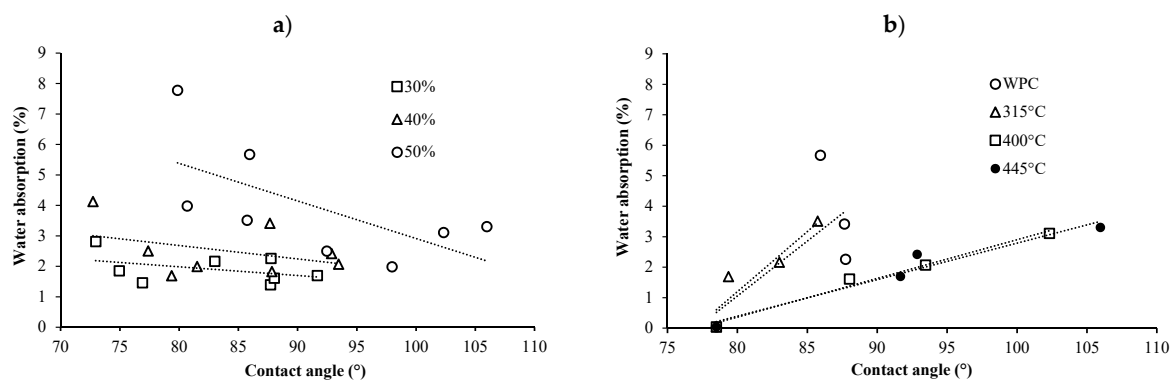 a)
9
8
7
6
5
4
3
2
1
0
Water absorption (%)
30%
40%
50%
70 75 80 85 90 95 100 105 110
Contact angle (°)
b)
9
8
7
6
5
4
3
2
1
0
Water absorption (%)
WPC
315°C
400°C
445°C
75 80 85 90 95 100 105 110
Contact angle (°)